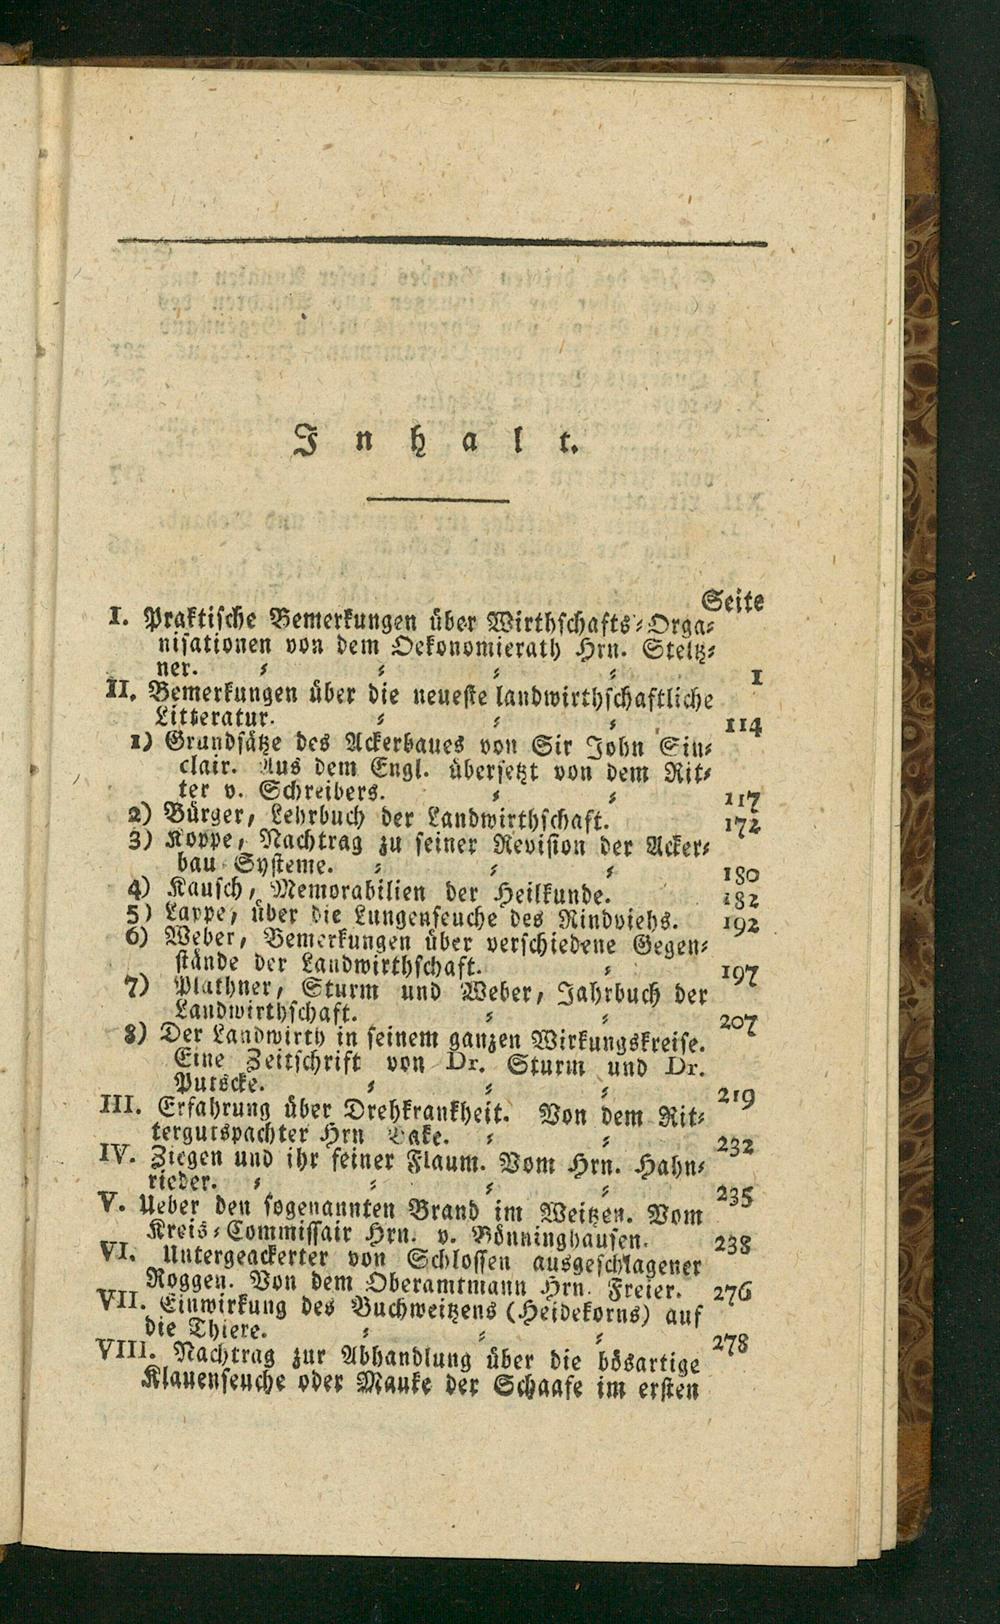 Inhalt.
Seite
I. Praktische Bemerkungen über Wirthschafts-Orga-
nisationen von dem Oekonomierath Hrn. Steltz-
ner. 1
II. Bemerkungen über die neueste landwirthschaftliche
Litteratur. 114
1) Grundsätze des Ackerbaues von Sir John Sin-
clair. Aus dem Engl. übersetzt von dem Rit-
ter v. Schreibers. 117
2) Bürger, Lehrbuch der Landwirthschaft. 172
3) Koppe, Nachtrag zu seiner Revision der Acker-
bau-Systeme. 180
4) Kausch, Memorabilien der Heilkunde. 182
5) Lappe, über die Lungenseuche des Rindviehs. 192
6) Weber, Bemerkungen über verschiedene Gegen-
stände der Landwirthschaft. 197
7) Plathner, Sturm und Weber, Jahrbuch der
Landwirthschaft. 207
8) Der Landwirth in seinem ganzen Wirkungskreise.
Eine Zeitschrift von Dr. Sturm und Dr.
Putscke. 219
III. Erfahrung über Drehkrankheit. Von dem Rit-
tergutspachter Hrn 232
IV. Ziegen und ihr feiner Flaum. Vom Hrn. Hahn-
rieder. 235
V. Ueber den sogenannten Brand im Weitzen. Vom
Kreis-Commissair Hrn. v. Bönninghausen. 238
VI. Untergeackerter von Schlossen ausgeschlagener
Roggen. Von dem Oberamtmann Hrn. Freier. 276
VII. Einwirkung des Buchweitzens (Heidekorns) auf
die Thiere. 278
VIII. Nachtrag zur Abhandlung über die bösartige
Klauenseuche oder Mauke der Schaafe im ersten